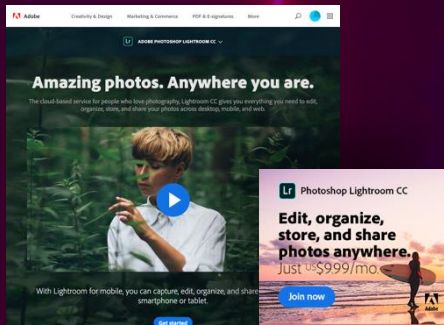 Adobe
Creativity & Design Marketing & Commerce PDF & E-signatures More
Lr ADOBE PHOTOSHOP LIGHTROOM CC
Amazing photos. Anywhere you are.
The cloud-based service for people who love photography, Lightroom CC gives you everything you need to edit,
organize, store, and share your photos across desktop, mobile, and web.
With Lightroom for mobile, you can capture, edit, organize, and share
smartphone or tablet.
Get started
Lr Photoshop Lightroom CC
Edit, organize,
store, and share
photos anywhere.
Just US$9.99/mo.
Join now
Adobe